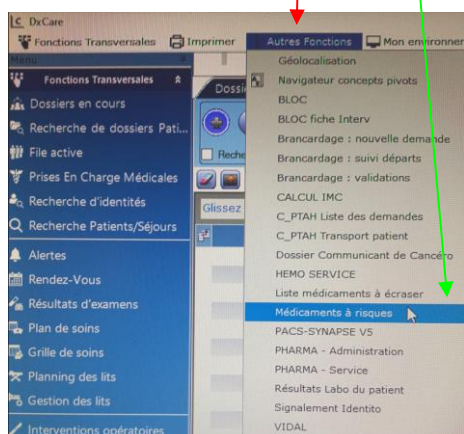 DxCare
Fonctions Transversales Imprimer Autres Fonctions Mon environner
Menu
Fonctions Transversales
Dossiers en cours
Recherche de dossiers Pati...
File active
Prises En Charge Médicales
Recherche d'identités
Recherche Patients/Séjours
Alertes
Rendez-Vous
Résultats d'examens
Plan de soins
Grille de soins
Planning des lits
Gestion des lits
Interventions opératoires
Dossi
Reche
Glissez
Géolocalisation
Navigateur concepts pivots
BLOC
BLOC fiche Interv
Brancardage : nouvelle demande
Brancardage : suivi départs
Brancardage : validations
CALCUL IMC
C_PTAH Liste des demandes
C_PTAH Transport patient
Dossier Communicant de Cancéro
HEMO SERVICE
Liste médicaments à écraser
Médicaments à risques
PACS-SYNAPSE V5
PHARMA - Administration
PHARMA - Service
Résultats Labo du patient
Signalement Identito
VIDAL